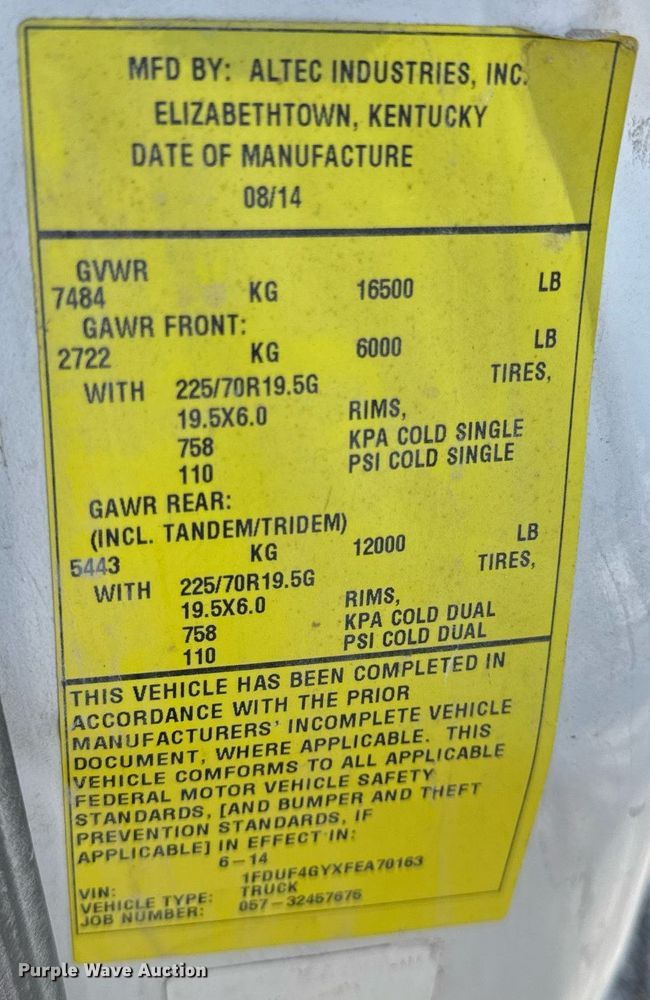 MFD BY: ALTEC INDUSTRIES, INC.
ELIZABETHTOWN, KENTUCKY
DATE OF MANUFACTURE
08/14
GVWR
7484 KG 16500 LB
GAWR FRONT:
2722 KG 6000 LB
WITH 225/70R19.5G TIRES,
19.5X6.0 RIMS,
758 KPA COLD SINGLE
110 PSI COLD SINGLE
GAWR REAR:
(INCL. TANDEM/TRIDEM)
5443 KG 12000 LB
WITH 225/70R19.5G TIRES,
19.5X6.0 RIMS,
758 KPA COLD DUAL
110 PSI COLD DUAL
THIS VEHICLE HAS BEEN COMPLETED IN
ACCORDANCE WITH THE PRIOR
MANUFACTURERS' INCOMPLETE VEHICLE
DOCUMENT, WHERE APPLICABLE. THIS
VEHICLE COMFORMS TO ALL APPLICABLE
FEDERAL MOTOR VEHICLE SAFETY
STANDARDS, [AND BUMPER AND THEFT
PREVENTION STANDARDS, IF
APPLICABLE] IN EFFECT IN:
6-14
VIN: 1FDUF4GYXFEA70163
VEHICLE TYPE: TRUCK
JOB NUMBER: 057-32457676
Purple Wave Auction